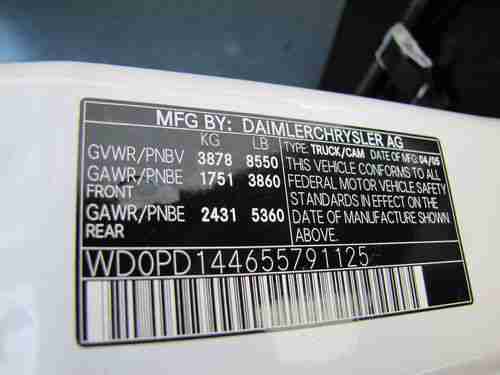 MFG BY: DAIMLERCHRYSLER AG
KG LB
GVWR/PNBV 3878 8550
GAWR/PNBE 1751 3860
FRONT
GAWR/PNBE 2431 5360
REAR
TYPE: TRUCK/CAM DATE OF MFG 04/05
THIS VEHICLE CONFORMS TO ALL
FEDERAL MOTOR VEHICLE SAFETY
STANDARDS IN EFFECT ON THE
DATE OF MANUFACTURE SHOWN
ABOVE.
WD0PD144655791125